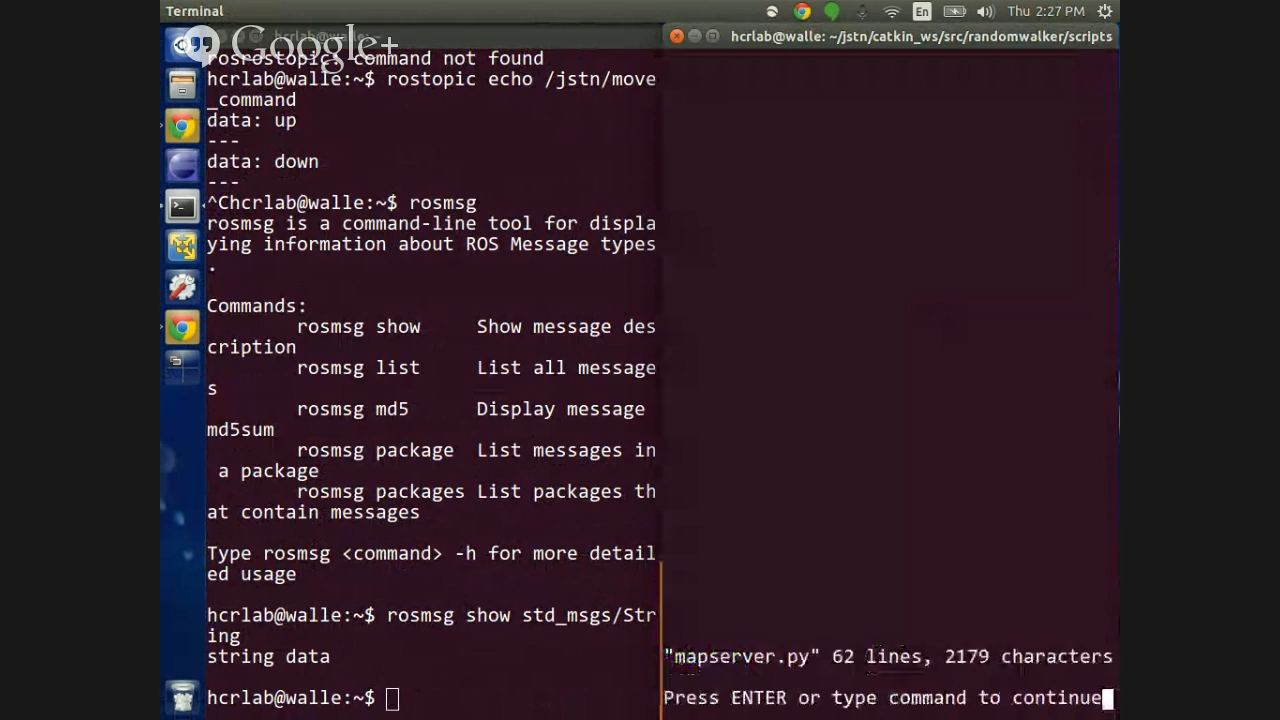 Terminal
En
Thu 2:27 PM
Google+
hcrlab@walle: ~/jstn/catkin_ws/src/randomwalker/scripts
rosrostopic: command not found
hcrlab@walle:~$ rostopic echo /jstn/move
_command
data: up
---
data: down
---
^Chcrlab@walle:~$ rosmsg
rosmsg is a command-line tool for displa
ying information about ROS Message types
.
Commands:
rosmsg show Show message des
cription
rosmsg list List all message
s
rosmsg md5 Display message
md5sum
rosmsg package List messages in
a package
rosmsg packages List packages th
at contain messages
Type rosmsg <command> -h for more detail
ed usage
hcrlab@walle:~$ rosmsg show std_msgs/Str
ing
string data
hcrlab@walle:~$
"mapserver.py" 62 lines, 2179 characters
Press ENTER or type command to continue